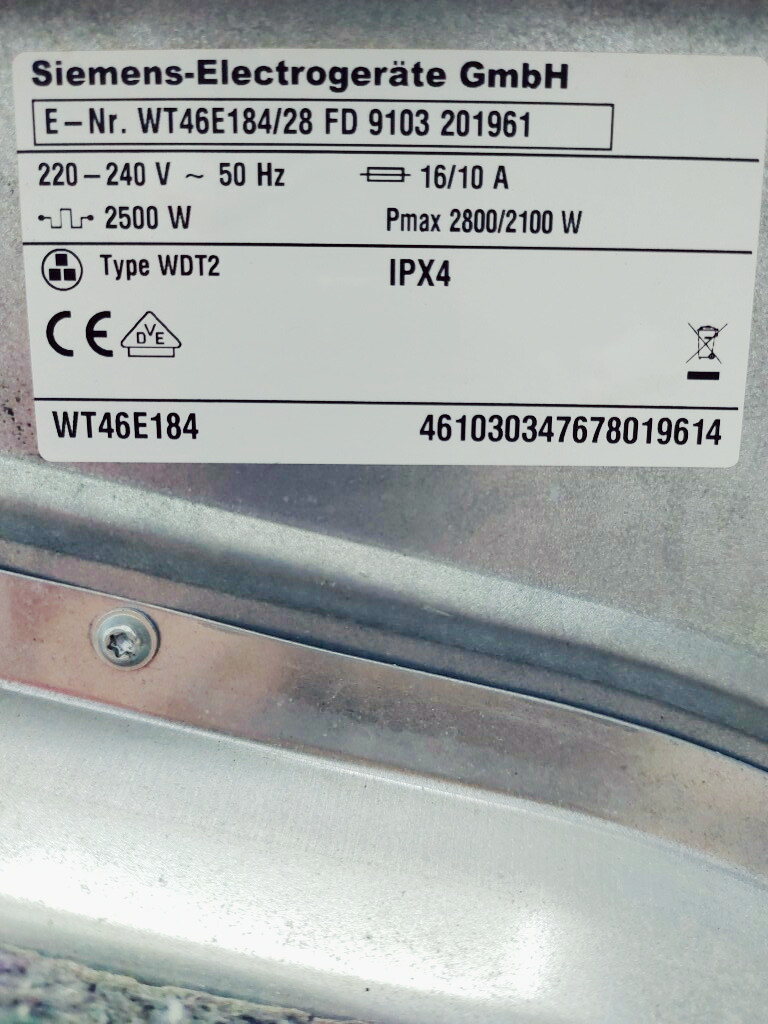 Siemens-Electrogeräte GmbH
E-Nr. WT46E184/28 FD 9103 201961
220-240 V ~ 50 Hz 16/10 A
2500 W Pmax 2800/2100 W
Type WDT2 IPX4
CE DVE
WT46E184 461030347678019614